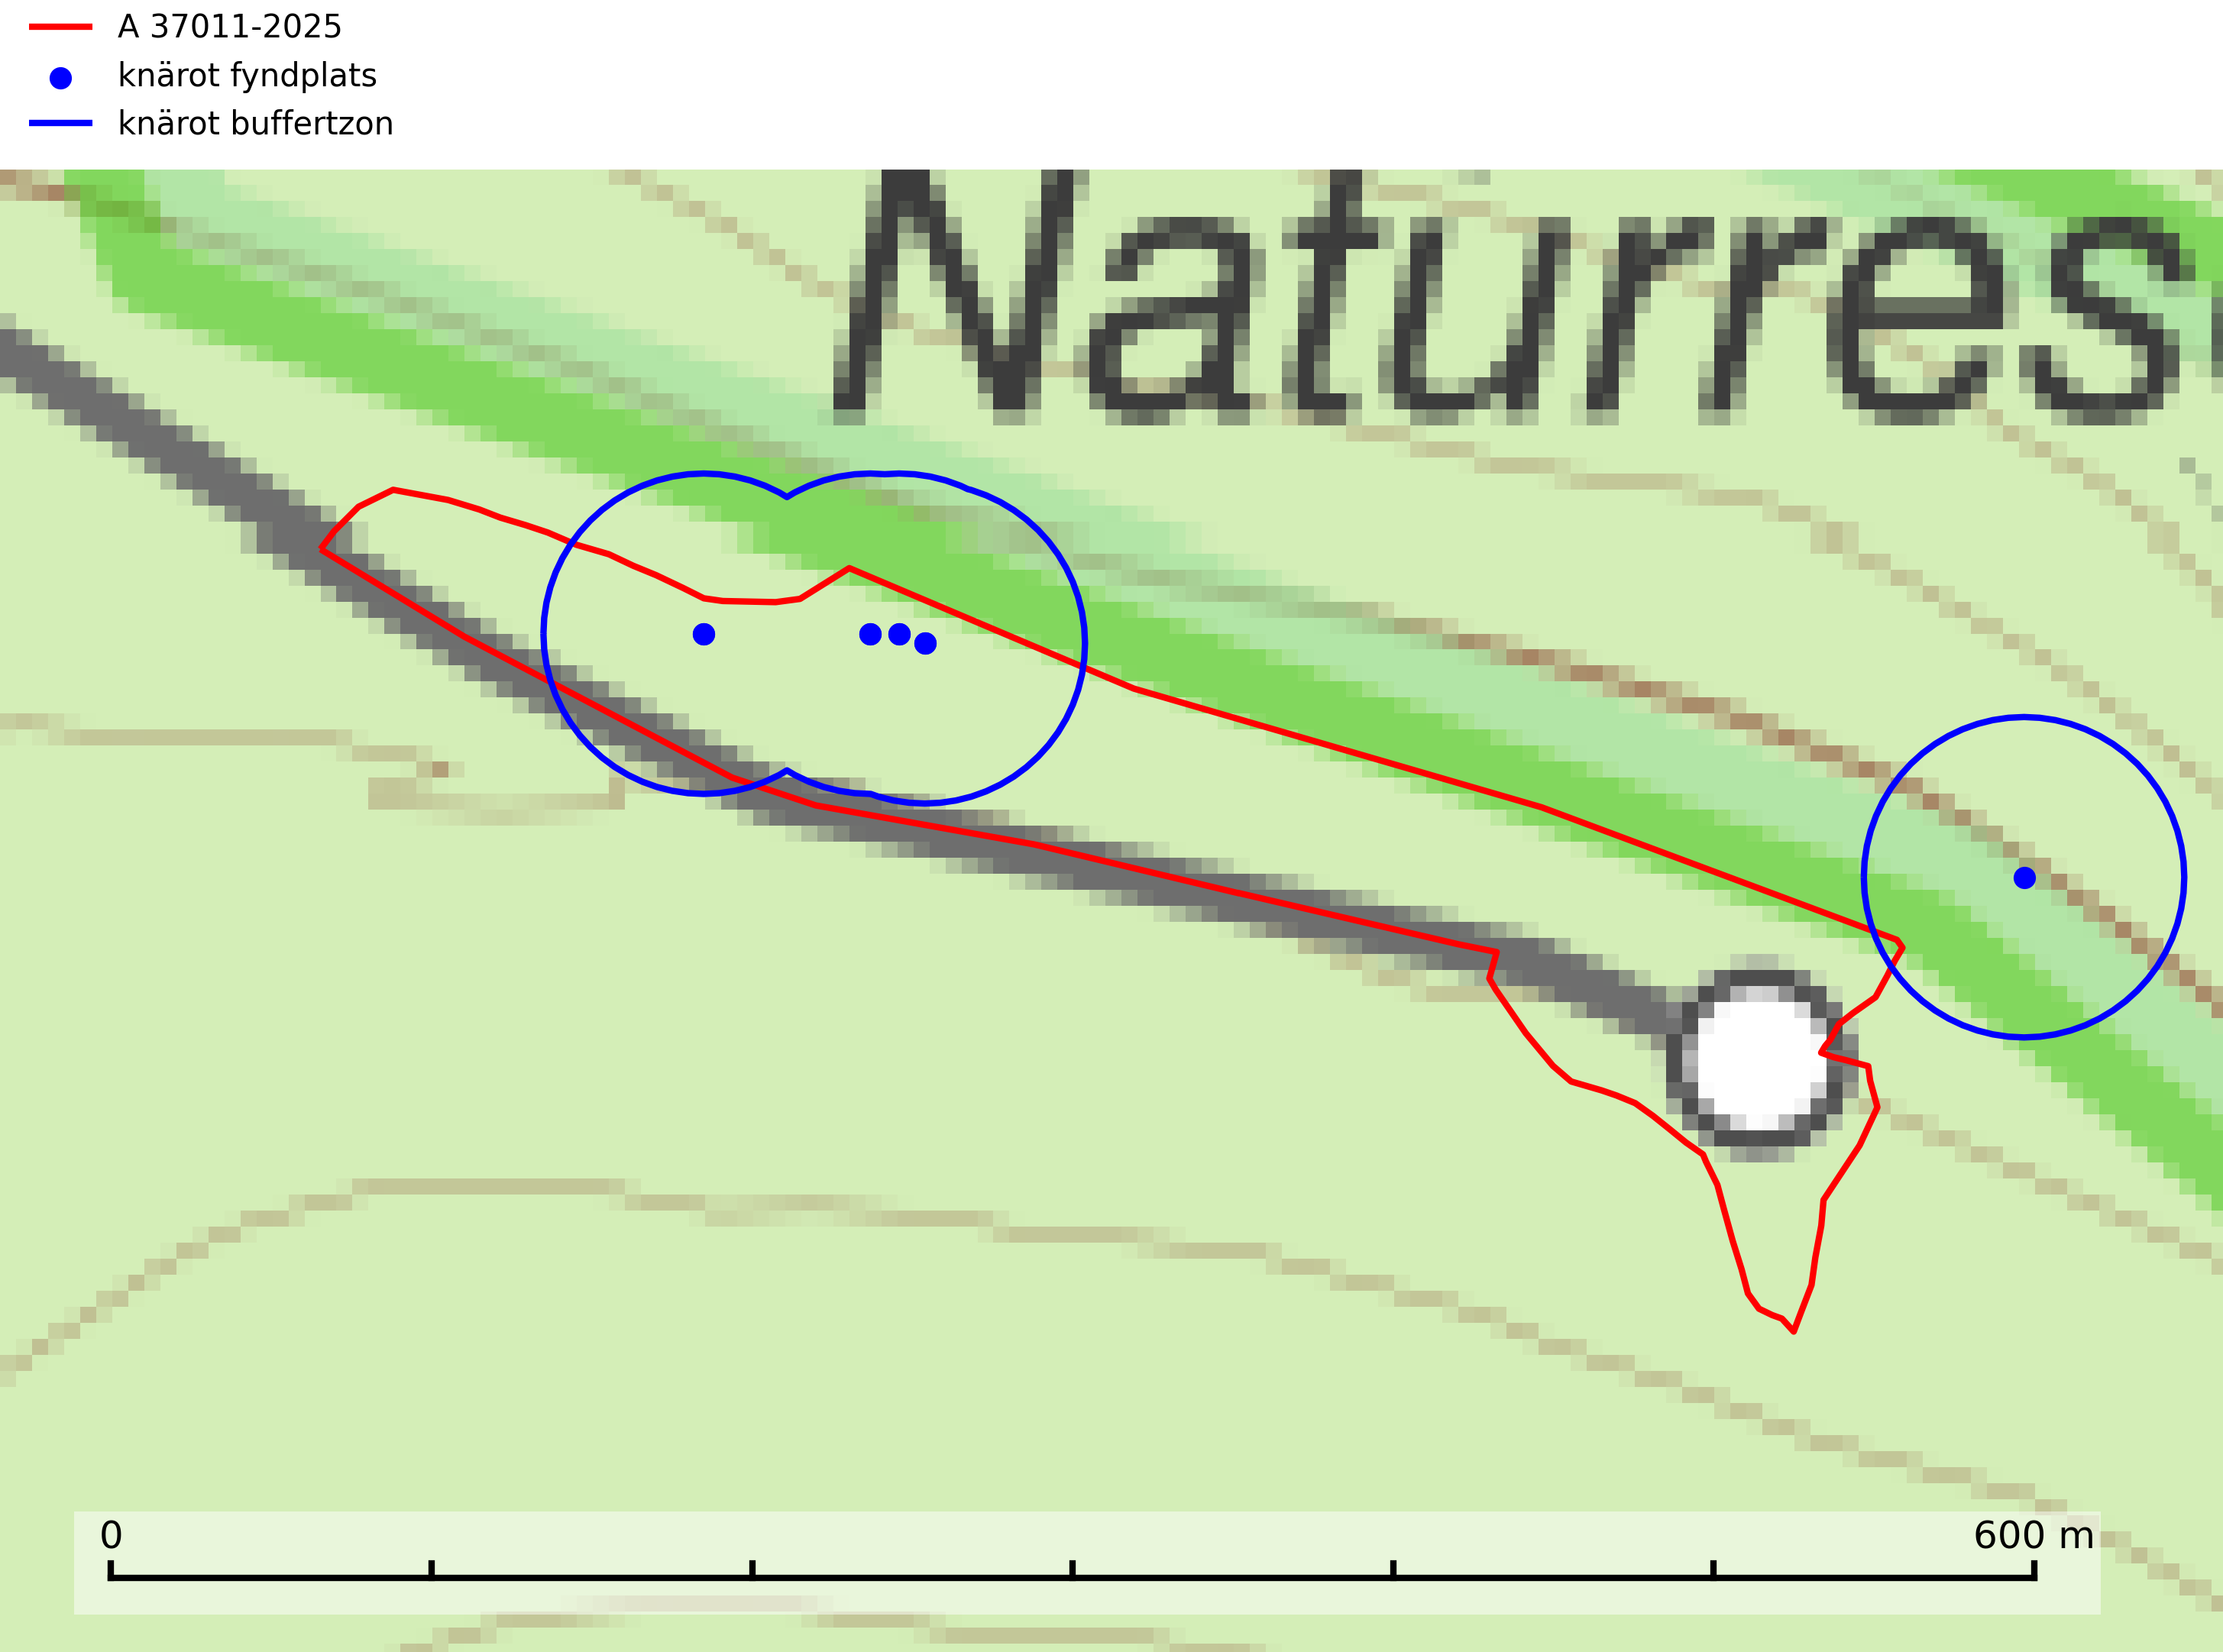 A 37011-2025
knärot fyndplats
knärot buffertzon
Naturres
0 600 m